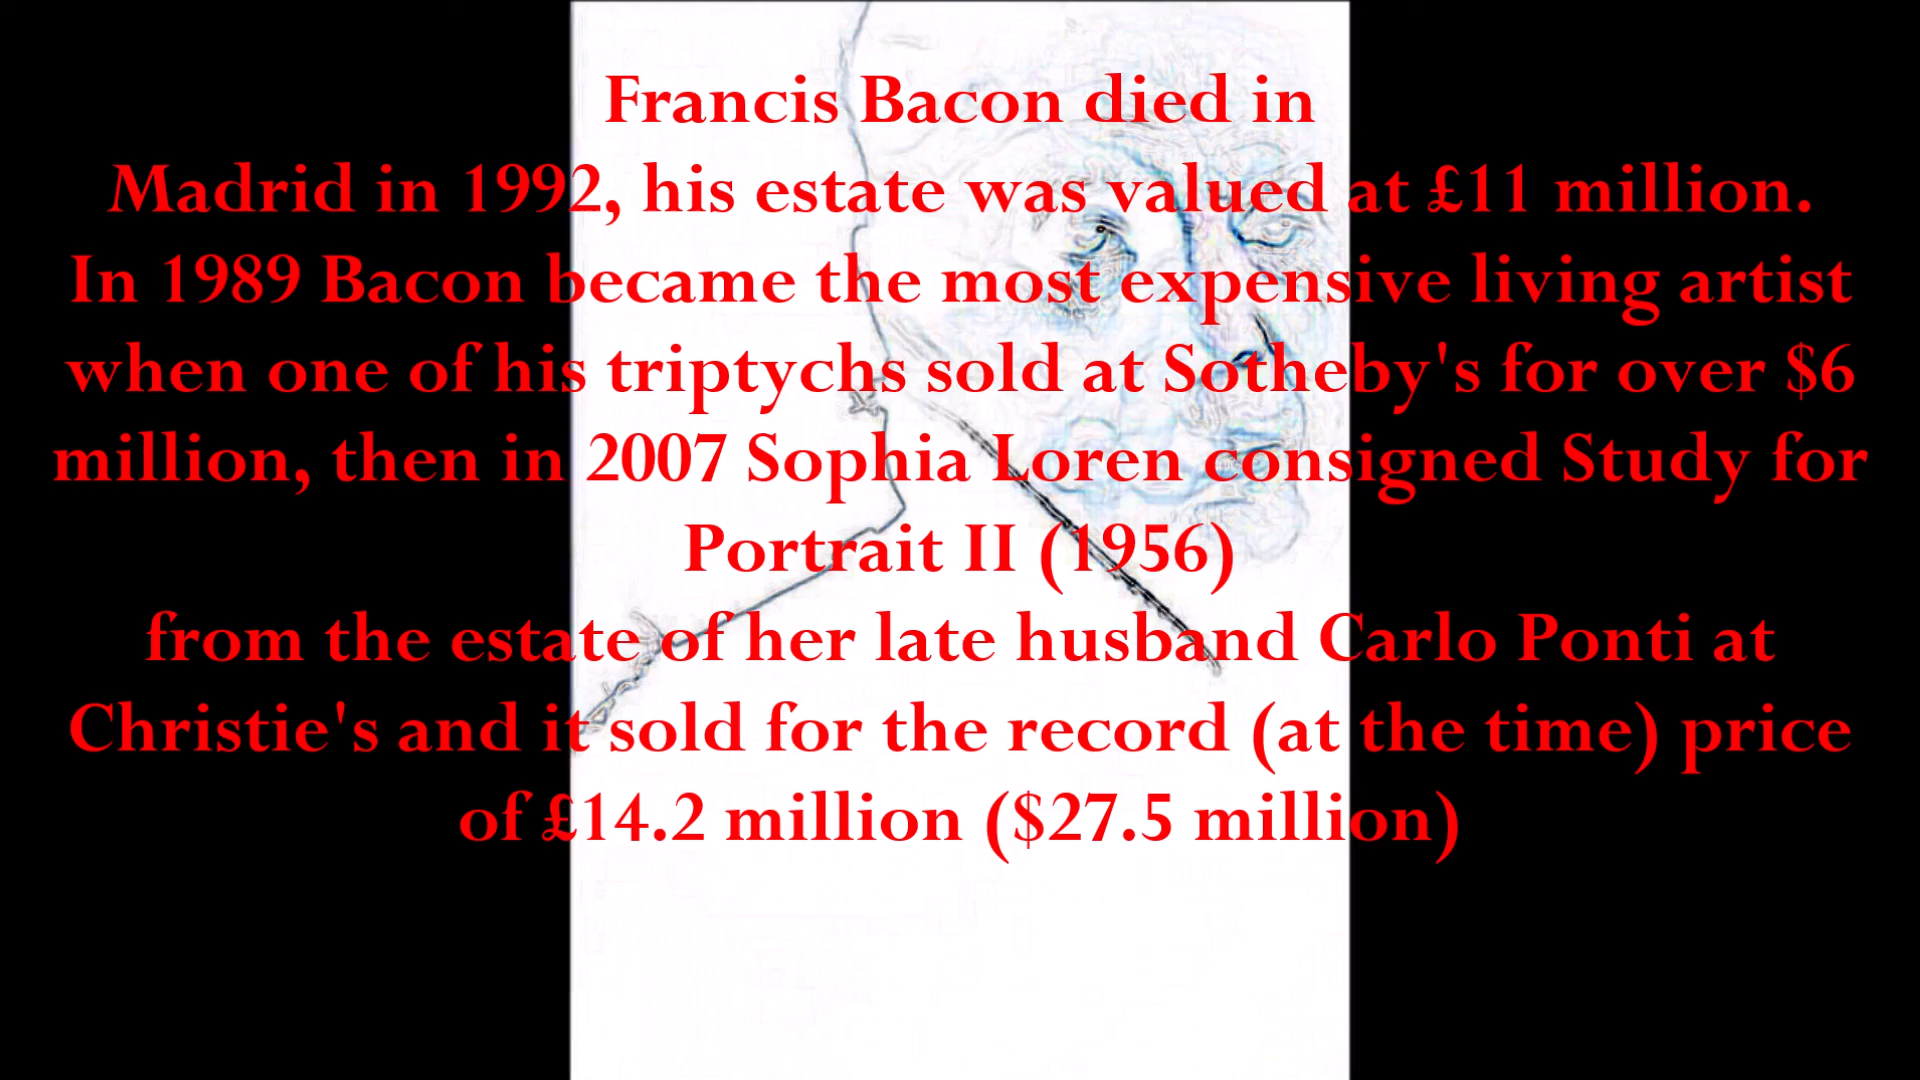 Francis Bacon died in
Madrid in 1992, his estate was valued at £11 million.
In 1989 Bacon became the most expensive living artist
when one of his triptychs sold at Sotheby's for over $6
million, then in 2007 Sophia Loren consigned Study for
Portrait II (1956)
from the estate of her late husband Carlo Ponti at
Christie's and it sold for the record (at the time) price
of £14.2 million ($27.5 million)